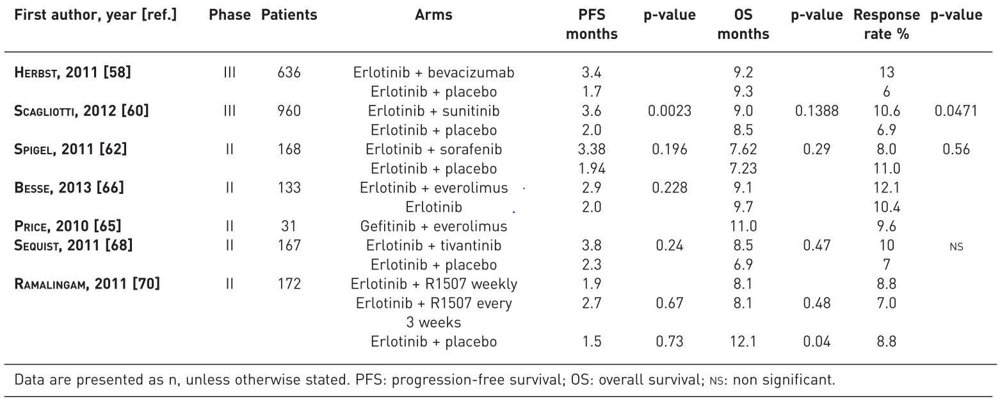 First author, year [ref.] Phase Patients Arms PFS months p-value OS months p-value Response rate % p-value
HERBST, 2011 [58] III 636 Erlotinib + bevacizumab 3.4 9.2 13
Erlotinib + placebo 1.7 9.3 6
SCAGLIOTTI, 2012 [60] III 960 Erlotinib + sunitinib 3.6 0.0023 9.0 0.1388 10.6 0.0471
Erlotinib + placebo 2.0 8.5 6.9
SPIGEL, 2011 [62] II 168 Erlotinib + sorafenib 3.38 0.196 7.62 0.29 8.0 0.56
Erlotinib + placebo 1.94 7.23 11.0
BESSE, 2013 [66] II 133 Erlotinib + everolimus 2.9 0.228 9.1 12.1
Erlotinib 2.0 9.7 10.4
PRICE, 2010 [65] II 31 Gefitinib + everolimus 11.0 9.6
SEQUIST, 2011 [68] II 167 Erlotinib + tivantinib 3.8 0.24 8.5 0.47 10 NS
Erlotinib + placebo 2.3 6.9 7
RAMALINGAM, 2011 [70] II 172 Erlotinib + R1507 weekly 1.9 8.1 8.8
Erlotinib + R1507 every 2.7 0.67 8.1 0.48 7.0
3 weeks
Erlotinib + placebo 1.5 0.73 12.1 0.04 8.8
Data are presented as n, unless otherwise stated. PFS: progression-free survival; OS: overall survival; NS: non significant.